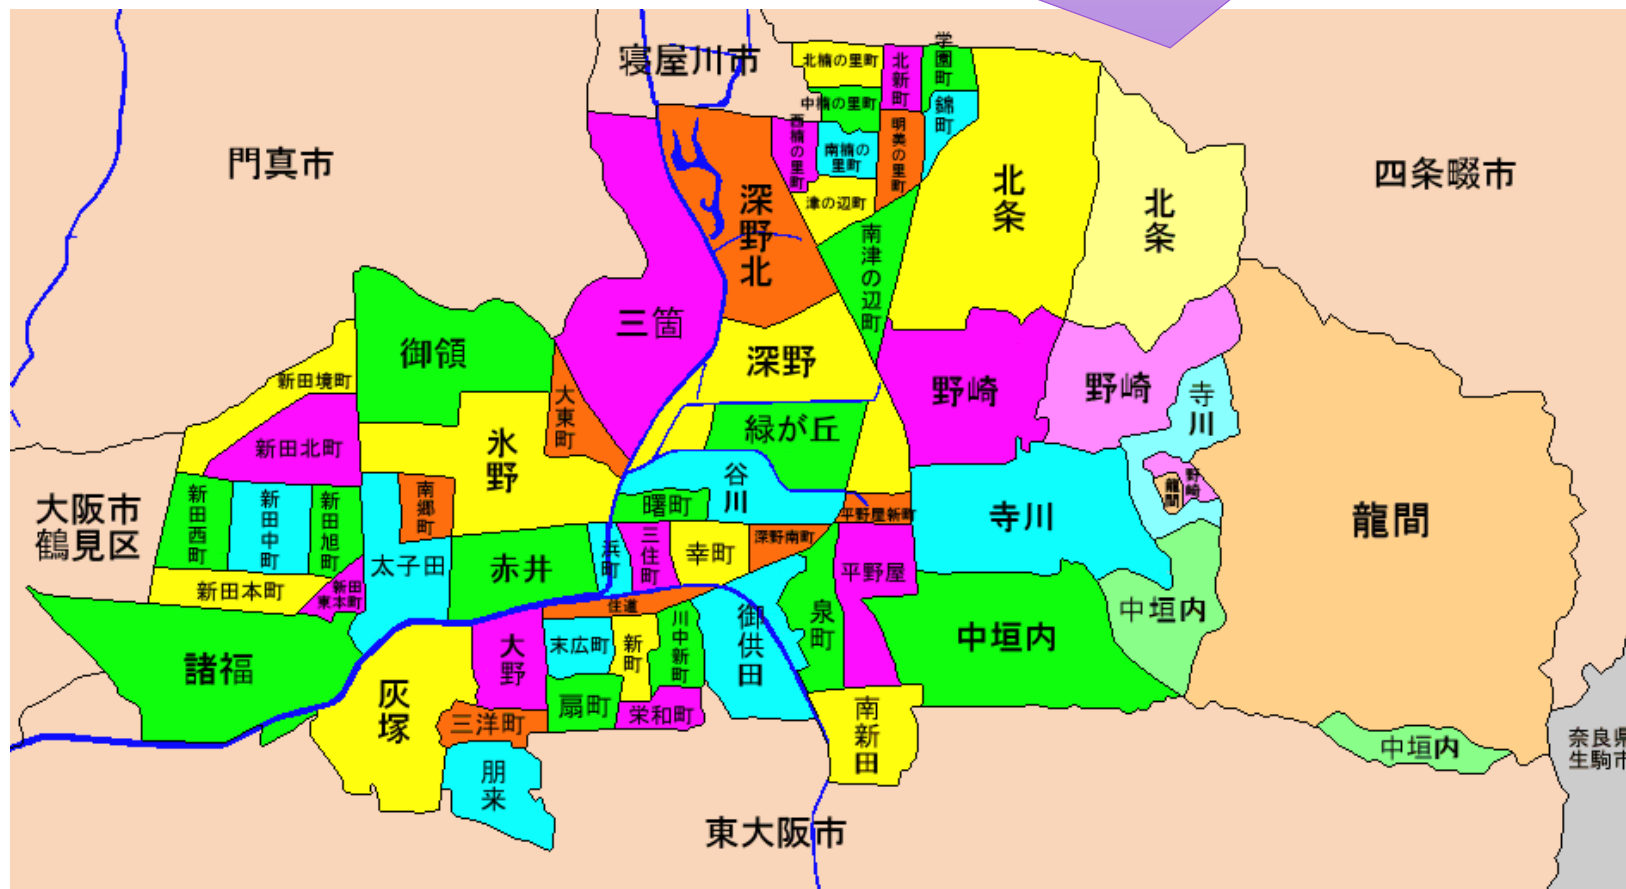 寝屋川市
門真市
四条畷市
大阪市
鶴見区
東大阪市
奈良県
生駒市
北楠の里町
北新町
学園町
中楠の里町
錦町
西楠の里町
南楠の里町
明美の里町
津の辺町
南津の辺町
北条
北条
深野北
三箇
御領
深野
野崎
野崎
寺川
新田境町
大東町
緑が丘
新田北町
氷野
谷川
野崎
龍間
龍間
新田西町
新田中町
新田旭町
南郷町
曙町
平野屋新町
寺川
太子田
赤井
浜町
三住町
幸町
深野南町
平野屋
新田本町
新田東本町
住道
御供田
泉町
中垣内
中垣内
諸福
大野
末広町
新町
川中新町
灰塚
扇町
栄和町
三洋町
南新田
朋来
中垣内